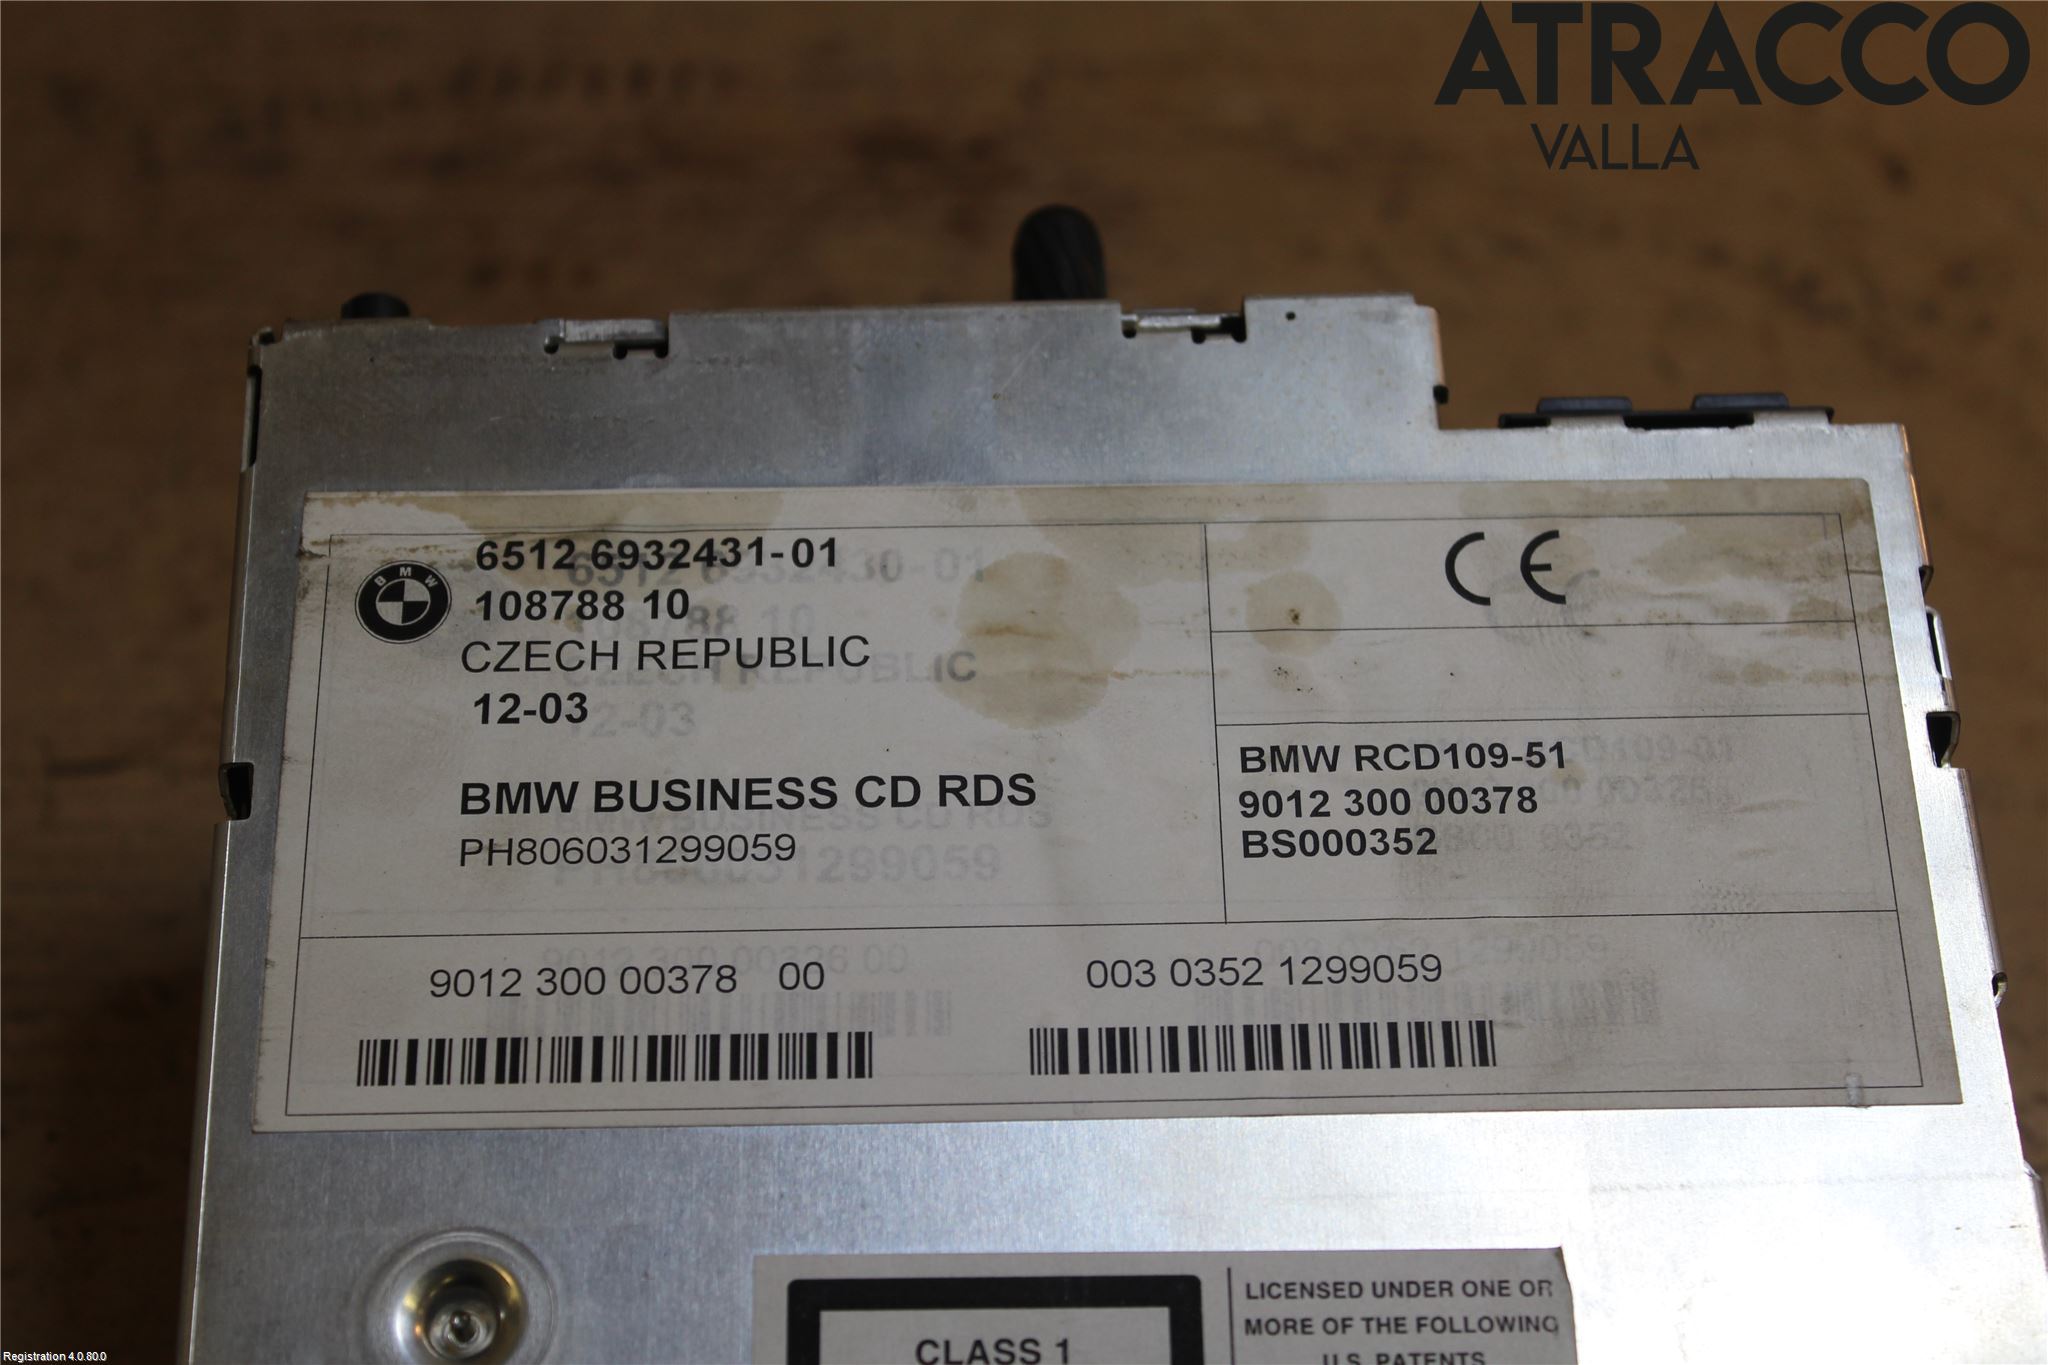 ATRACCO
VALLA
BMW
6512 6932431-01
108788 10
CZECH REPUBLIC
12-03
BMW BUSINESS CD RDS
PH806031299059
CE
BMW RCD109-51
9012 300 00378
BS000352
9012 300 00378 00
003 0352 1299059
CLASS 1
LICENSED UNDER ONE OR
MORE OF THE FOLLOWING
U.S. PATENTS
Registration 4.0.80.0